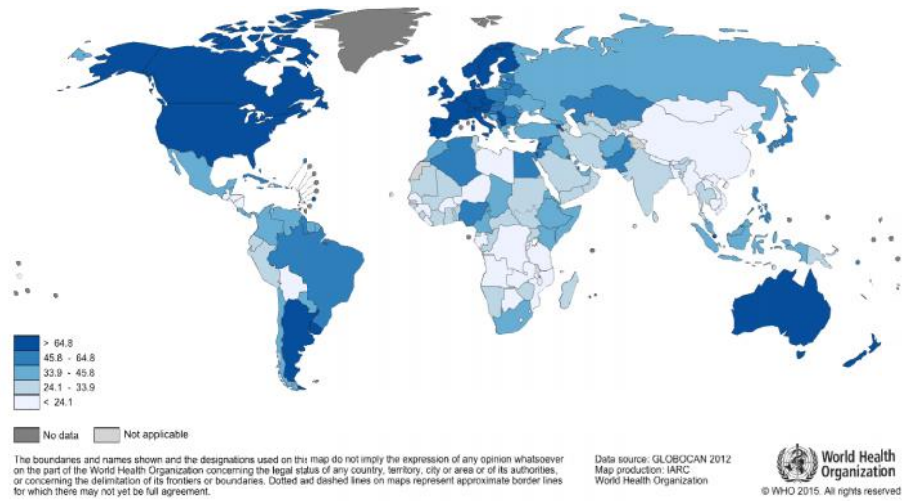 > 64.8
45.8 - 64.8
33.9 - 45.8
24.1 - 33.9
< 24.1
No data
Not applicable
The boundaries and names shown and the designations used on this map do not imply the expression of any opinion whatsoever
on the part of the World Health Organization concerning the legal status of any country, territory, city or area or of its authorities,
or concerning the delimitation of its frontiers or boundaries. Dotted and dashed lines on maps represent approximate border lines
for which there may not yet be full agreement.
Data source: GLOBOCAN 2012
Map production: IARC
World Health Organization
World Health
Organization
© WHO 2015. All rights reserved